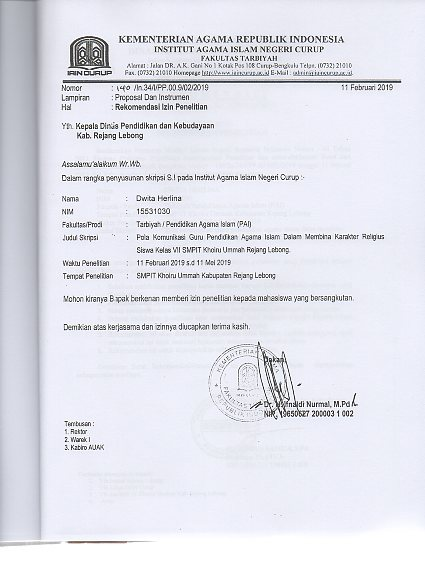 KEMENTERIAN AGAMA REPUBLIK INDONESIA
INSTITUT AGAMA ISLAM NEGERI CURUP
FAKULTAS TARBIYAH
Alamat : Jalan DR. A.K. Gani No 1 Kotak Pos 108 Curup-Bengkulu Telpn. (0732) 21010
Fax. (0732) 21010 Homepage http://www.iaincurup.ac.id E-Mail : admin@iaincurup.ac.id.
IAIN CURUP
Nomor : /In.34/I/PP.00.9/02/2019 11 Februari 2019
Lampiran : Proposal Dan Instrumen
Hal : Rekomendasi Izin Penelitian
Yth. Kepala Dinas Pendidikan dan Kebudayaan
Kab. Rejang Lebong
Assalamu'alaikum Wr.Wb.
Dalam rangka penyusunan skripsi S.I pada Institut Agama Islam Negeri Curup :-
Nama : Dwita Herlina
NIM : 15531030
Fakultas/Prodi : Tarbiyah / Pendidikan Agama Islam (PAI)
Judul Skripsi : Pola Komunikasi Guru Pendidikan Agama Islam Dalam Membina Karakter Religius
Siswa Kelas VII SMPIT Khoiru Ummah Rejang Lebong.
Waktu Penelitian : 11 Februari 2019 s.d 11 Mei 2019
Tempat Penelitian : SMPIT Khoiru Ummah Kabupaten Rejang Lebong
Mohon kiranya Bapak berkenan memberi izin penelitian kepada mahasiswa yang bersangkutan.
Demikian atas kerjasama dan izinnya diucapkan terima kasih.
Dekan
KEMENTERIAN AGAMA
REPUBLIK INDONESIA
Dr. Nurmal, M.Pd
NIP. 19650627 200003 1 002
Tembusan :
1. Rektor
2. Warek I
3. Kabiro AUAK